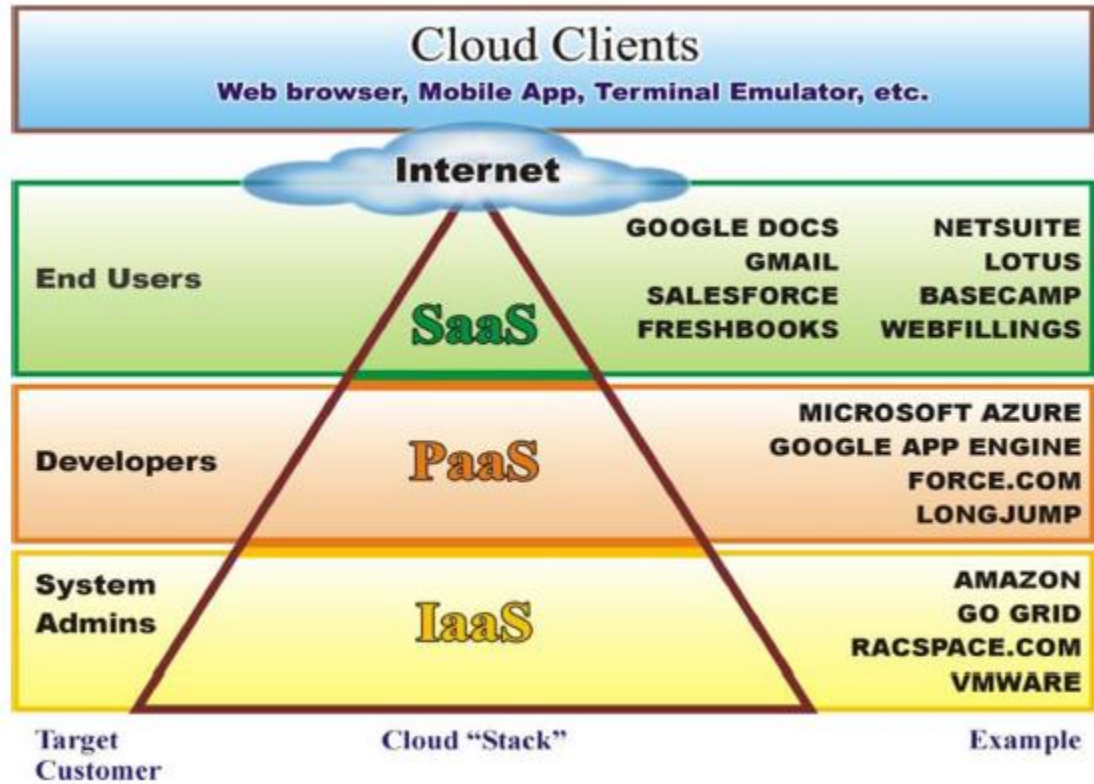 Cloud Clients
Web browser, Mobile App, Terminal Emulator, etc.
Internet
End Users
SaaS
GOOGLE DOCS
GMAIL
SALESFORCE
FRESHBOOKS
NETSUITE
LOTUS
BASECAMP
WEBFILLINGS
Developers
PaaS
MICROSOFT AZURE
GOOGLE APP ENGINE
FORCE.COM
LONGJUMP
System
Admins
IaaS
AMAZON
GO GRID
RACSPACE.COM
VMWARE
Target
Customer
Cloud “Stack”
Example